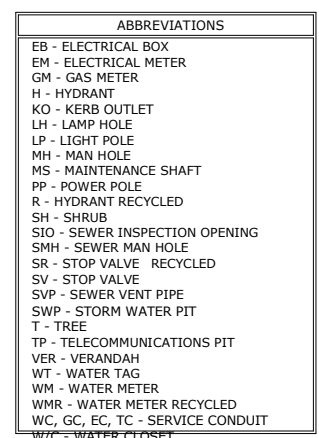 ABBREVIATIONS
EB - ELECTRICAL BOX
EM - ELECTRICAL METER
GM - GAS METER
H - HYDRANT
KO - KERB OUTLET
LH - LAMP HOLE
LP - LIGHT POLE
MH - MAN HOLE
MS - MAINTENANCE SHAFT
PP - POWER POLE
R - HYDRANT RECYCLED
SH - SHRUB
SIO - SEWER INSPECTION OPENING
SMH - SEWER MAN HOLE
SR - STOP VALVE RECYCLED
SV - STOP VALVE
SVP - SEWER VENT PIPE
SWP - STORM WATER PIT
T - TREE
TP - TELECOMMUNICATIONS PIT
VER - VERANDAH
WT - WATER TAG
WM - WATER METER
WMR - WATER METER RECYCLED
WC, GC, EC, TC - SERVICE CONDUIT
W/C - WATER CLOSET